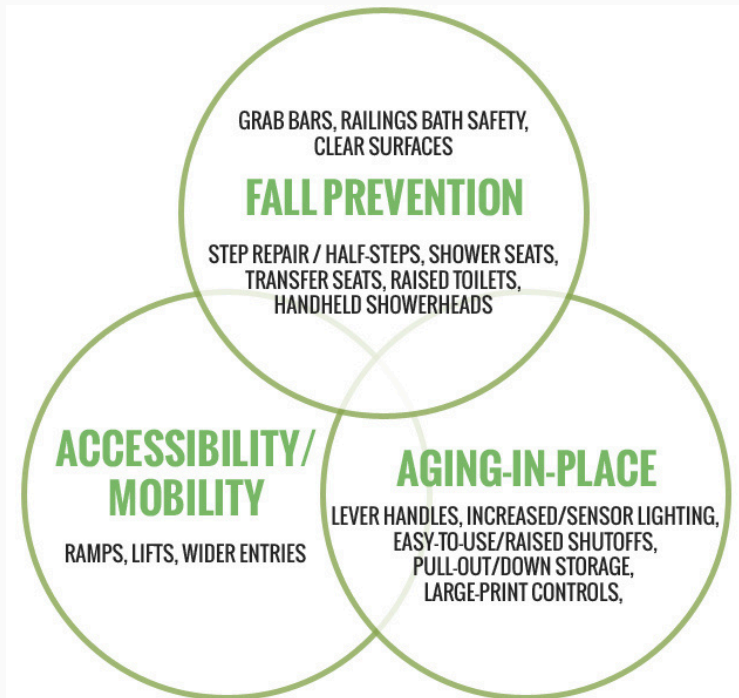 GRAB BARS, RAILINGS BATH SAFETY,
CLEAR SURFACES
FALL PREVENTION
STEP REPAIR / HALF-STEPS, SHOWER SEATS,
TRANSFER SEATS, RAISED TOILETS,
HANDHELD SHOWERHEADS
ACCESSIBILITY/
MOBILITY
RAMPS, LIFTS, WIDER ENTRIES
AGING-IN-PLACE
LEVER HANDLES, INCREASED/SENSOR LIGHTING,
EASY-TO-USE/RAISED SHUTOFFS,
PULL-OUT/DOWN STORAGE,
LARGE-PRINT CONTROLS,